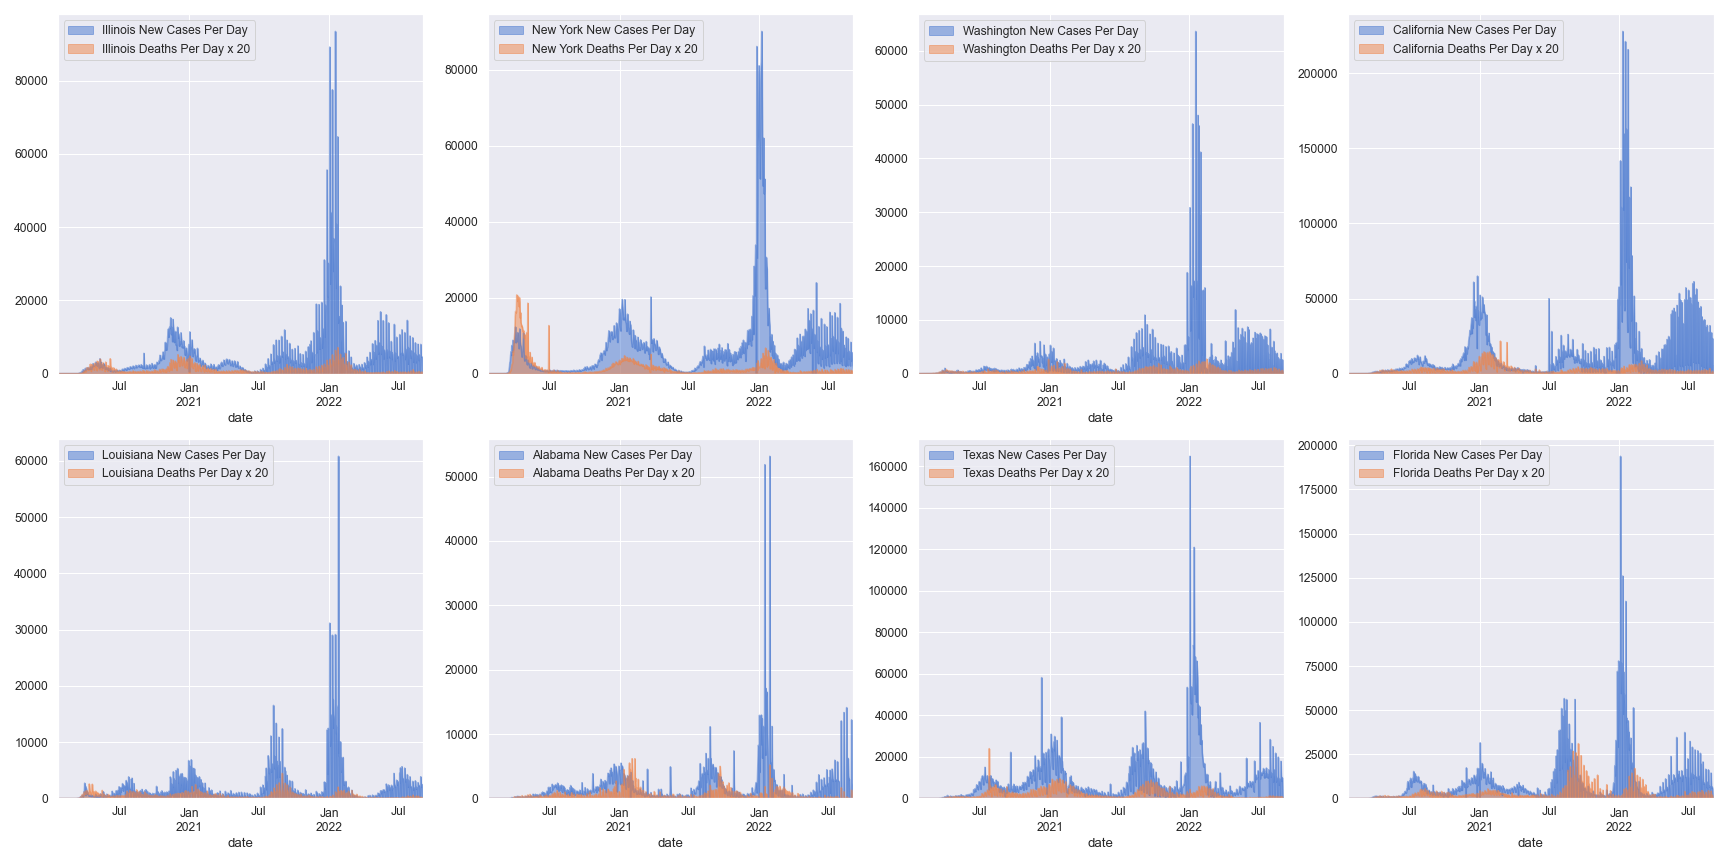 Illinois New Cases Per Day
Illinois Deaths Per Day x 20
80000
60000
40000
20000
0
Jul
Jan
2021
Jul
Jan
2022
Jul
date
New York New Cases Per Day
New York Deaths Per Day x 20
80000
60000
40000
20000
0
Jul
Jan
2021
Jul
Jan
2022
Jul
date
Washington New Cases Per Day
Washington Deaths Per Day x 20
60000
50000
40000
30000
20000
10000
0
Jul
Jan
2021
Jul
Jan
2022
Jul
date
California New Cases Per Day
California Deaths Per Day x 20
200000
150000
100000
50000
0
Jul
Jan
2021
Jul
Jan
2022
Jul
date
Louisiana New Cases Per Day
Louisiana Deaths Per Day x 20
60000
50000
40000
30000
20000
10000
0
Jul
Jan
2021
Jul
Jan
2022
Jul
date
Alabama New Cases Per Day
Alabama Deaths Per Day x 20
50000
40000
30000
20000
10000
0
Jul
Jan
2021
Jul
Jan
2022
Jul
date
Texas New Cases Per Day
Texas Deaths Per Day x 20
160000
140000
120000
100000
80000
60000
40000
20000
0
Jul
Jan
2021
Jul
Jan
2022
Jul
date
Florida New Cases Per Day
Florida Deaths Per Day x 20
200000
175000
150000
125000
100000
75000
50000
25000
0
Jul
Jan
2021
Jul
Jan
2022
Jul
date